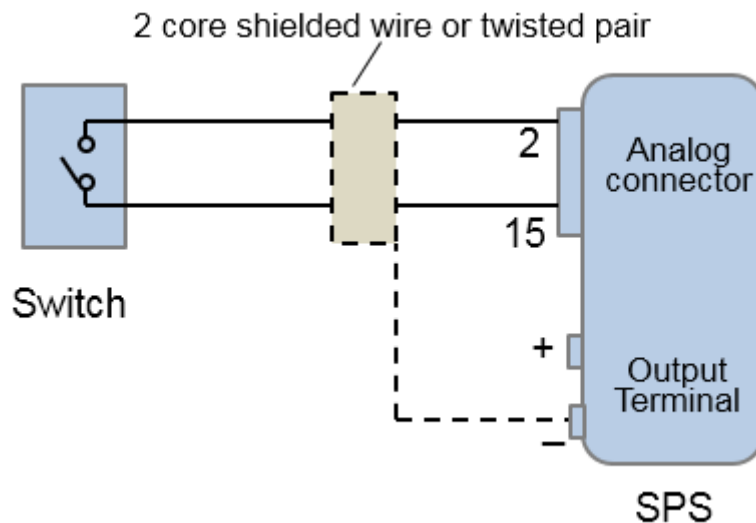 2 core shielded wire or twisted pair
2
Analog
connector
15
Switch
+
Output
Terminal
−
SPS